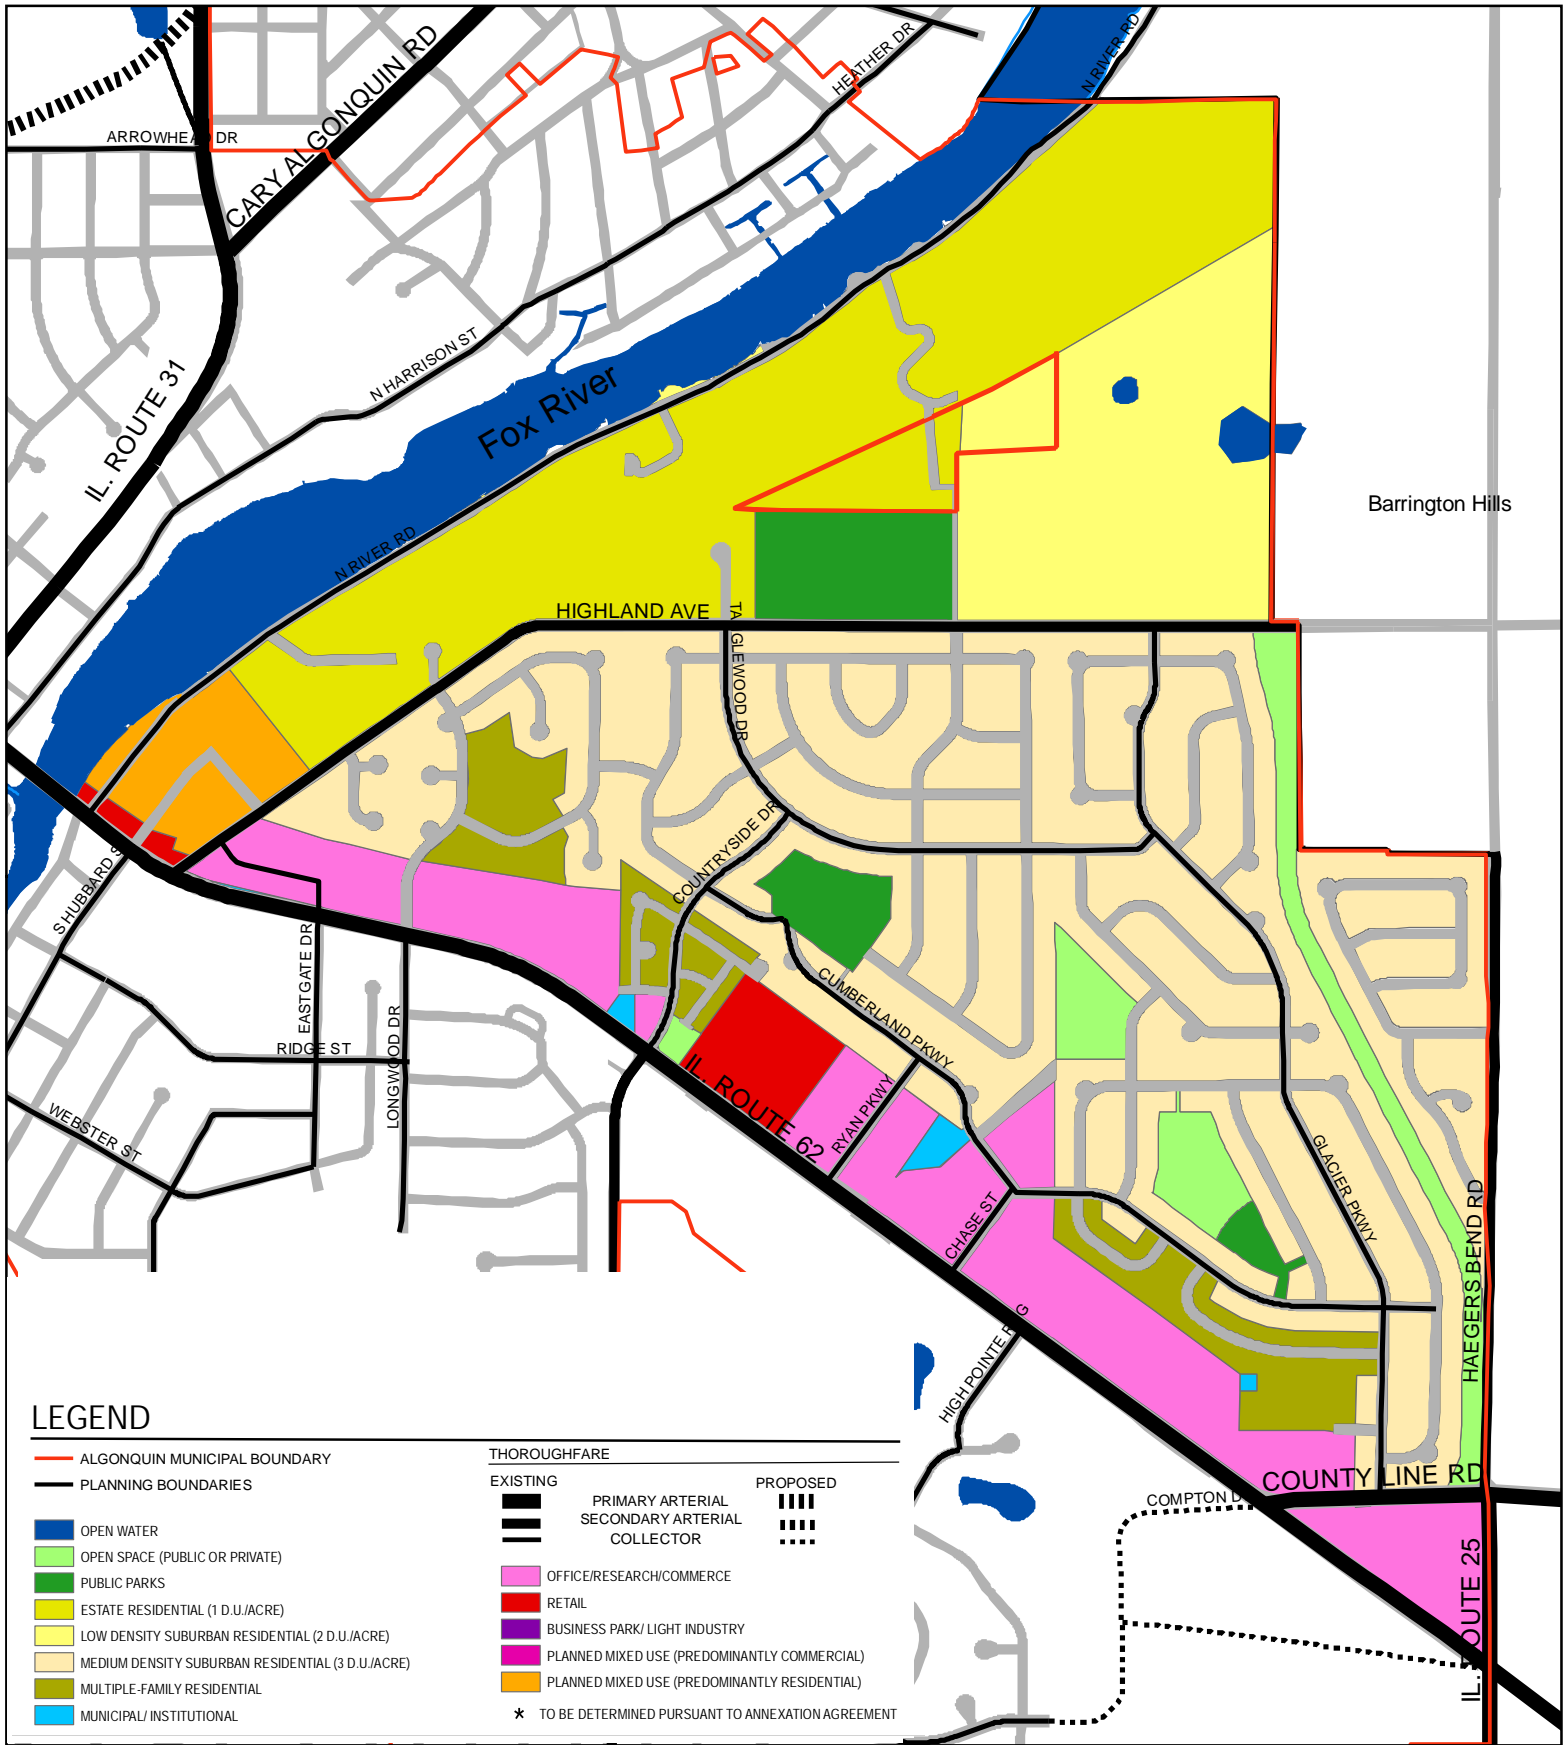 CARY ALGONQUIN RD
N RIVER RD
HEATHER DR
ARROWHEAD DR
N HARRISON ST
IL. ROUTE 31
Fox River
Barrington Hills
N RIVER RD
HIGHLAND AVE
TANGLEWOOD DR
COUNTRYSIDE DR
S HUBBARD S
EASTGATE DR
CUMBERLAND PKWY
LONGWOOD DR
RIDGE ST
IL. ROUTE 62
RYAN PKWY
WEBSTER ST
GLACIER PKWY
CHASE ST
HAEGERS BEND RD
HIGH POINTE
COUNTY LINE RD
COMPTON D
IL. ROUTE 25
LEGEND
ALGONQUIN MUNICIPAL BOUNDARY
PLANNING BOUNDARIES
OPEN WATER
OPEN SPACE (PUBLIC OR PRIVATE)
PUBLIC PARKS
ESTATE RESIDENTIAL (1 D.U./ACRE)
LOW DENSITY SUBURBAN RESIDENTIAL (2 D.U./ACRE)
MEDIUM DENSITY SUBURBAN RESIDENTIAL (3 D.U./ACRE)
MULTIPLE-FAMILY RESIDENTIAL
MUNICIPAL/ INSTITUTIONAL
THOROUGHFARE
EXISTING PROPOSED
PRIMARY ARTERIAL
SECONDARY ARTERIAL
COLLECTOR
OFFICE/RESEARCH/COMMERCE
RETAIL
BUSINESS PARK/ LIGHT INDUSTRY
PLANNED MIXED USE (PREDOMINANTLY COMMERCIAL)
PLANNED MIXED USE (PREDOMINANTLY RESIDENTIAL)
* TO BE DETERMINED PURSUANT TO ANNEXATION AGREEMENT